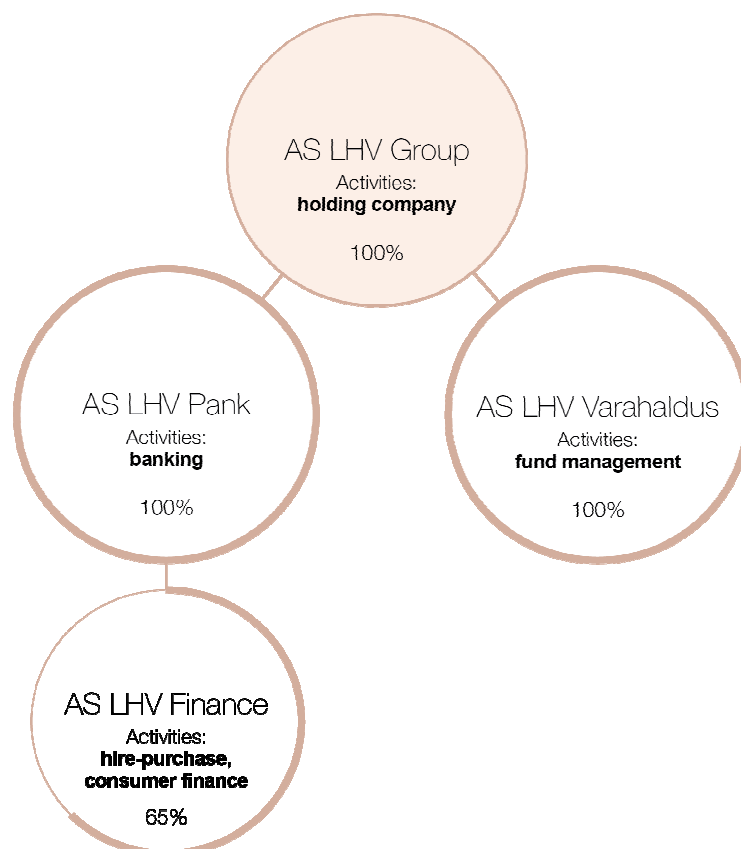 AS LHV Group
Activities:
holding company
100%
AS LHV Pank
Activities:
banking
100%
AS LHV Varahaldus
Activities:
fund management
100%
AS LHV Finance
Activities:
hire-purchase,
consumer finance
65%